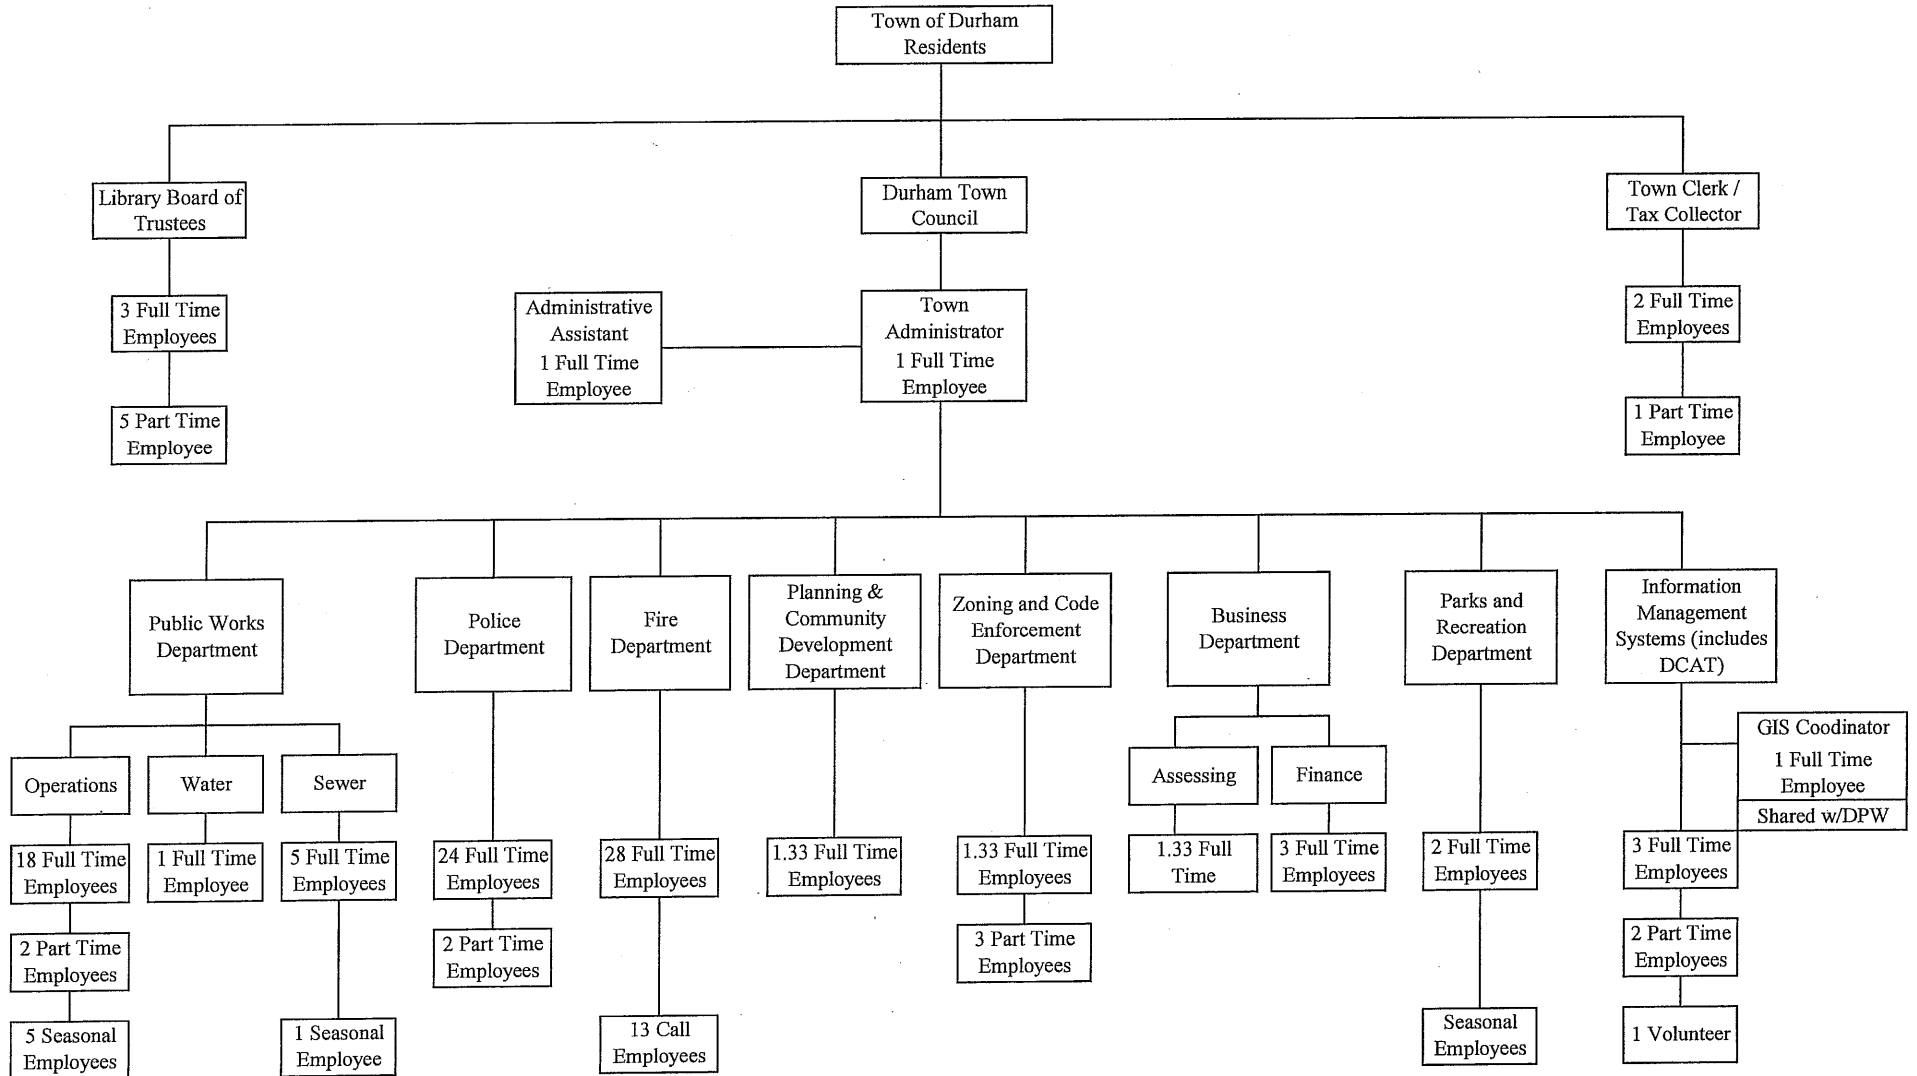 Town of Durham
Residents
Library Board of
Trustees
3 Full Time
Employees
5 Part Time
Employee
Durham Town
Council
Administrative
Assistant
1 Full Time
Employee
Town
Administrator
1 Full Time
Employee
Town Clerk /
Tax Collector
2 Full Time
Employees
1 Part Time
Employee
Public Works
Department
Operations
18 Full Time
Employees
2 Part Time
Employees
5 Seasonal
Employees
Water
1 Full Time
Employee
Sewer
5 Full Time
Employees
1 Seasonal
Employee
Police
Department
24 Full Time
Employees
2 Part Time
Employees
Fire
Department
28 Full Time
Employees
13 Call
Employees
Planning &
Community
Development
Department
1.33 Full Time
Employees
Zoning and Code
Enforcement
Department
1.33 Full Time
Employees
3 Part Time
Employees
Business
Department
Assessing
1.33 Full
Time
Finance
3 Full Time
Employees
Parks and
Recreation
Department
2 Full Time
Employees
Seasonal
Employees
Information
Management
Systems (includes
DCAT)
GIS Coodinator
1 Full Time
Employee
Shared w/DPW
3 Full Time
Employees
2 Part Time
Employees
1 Volunteer